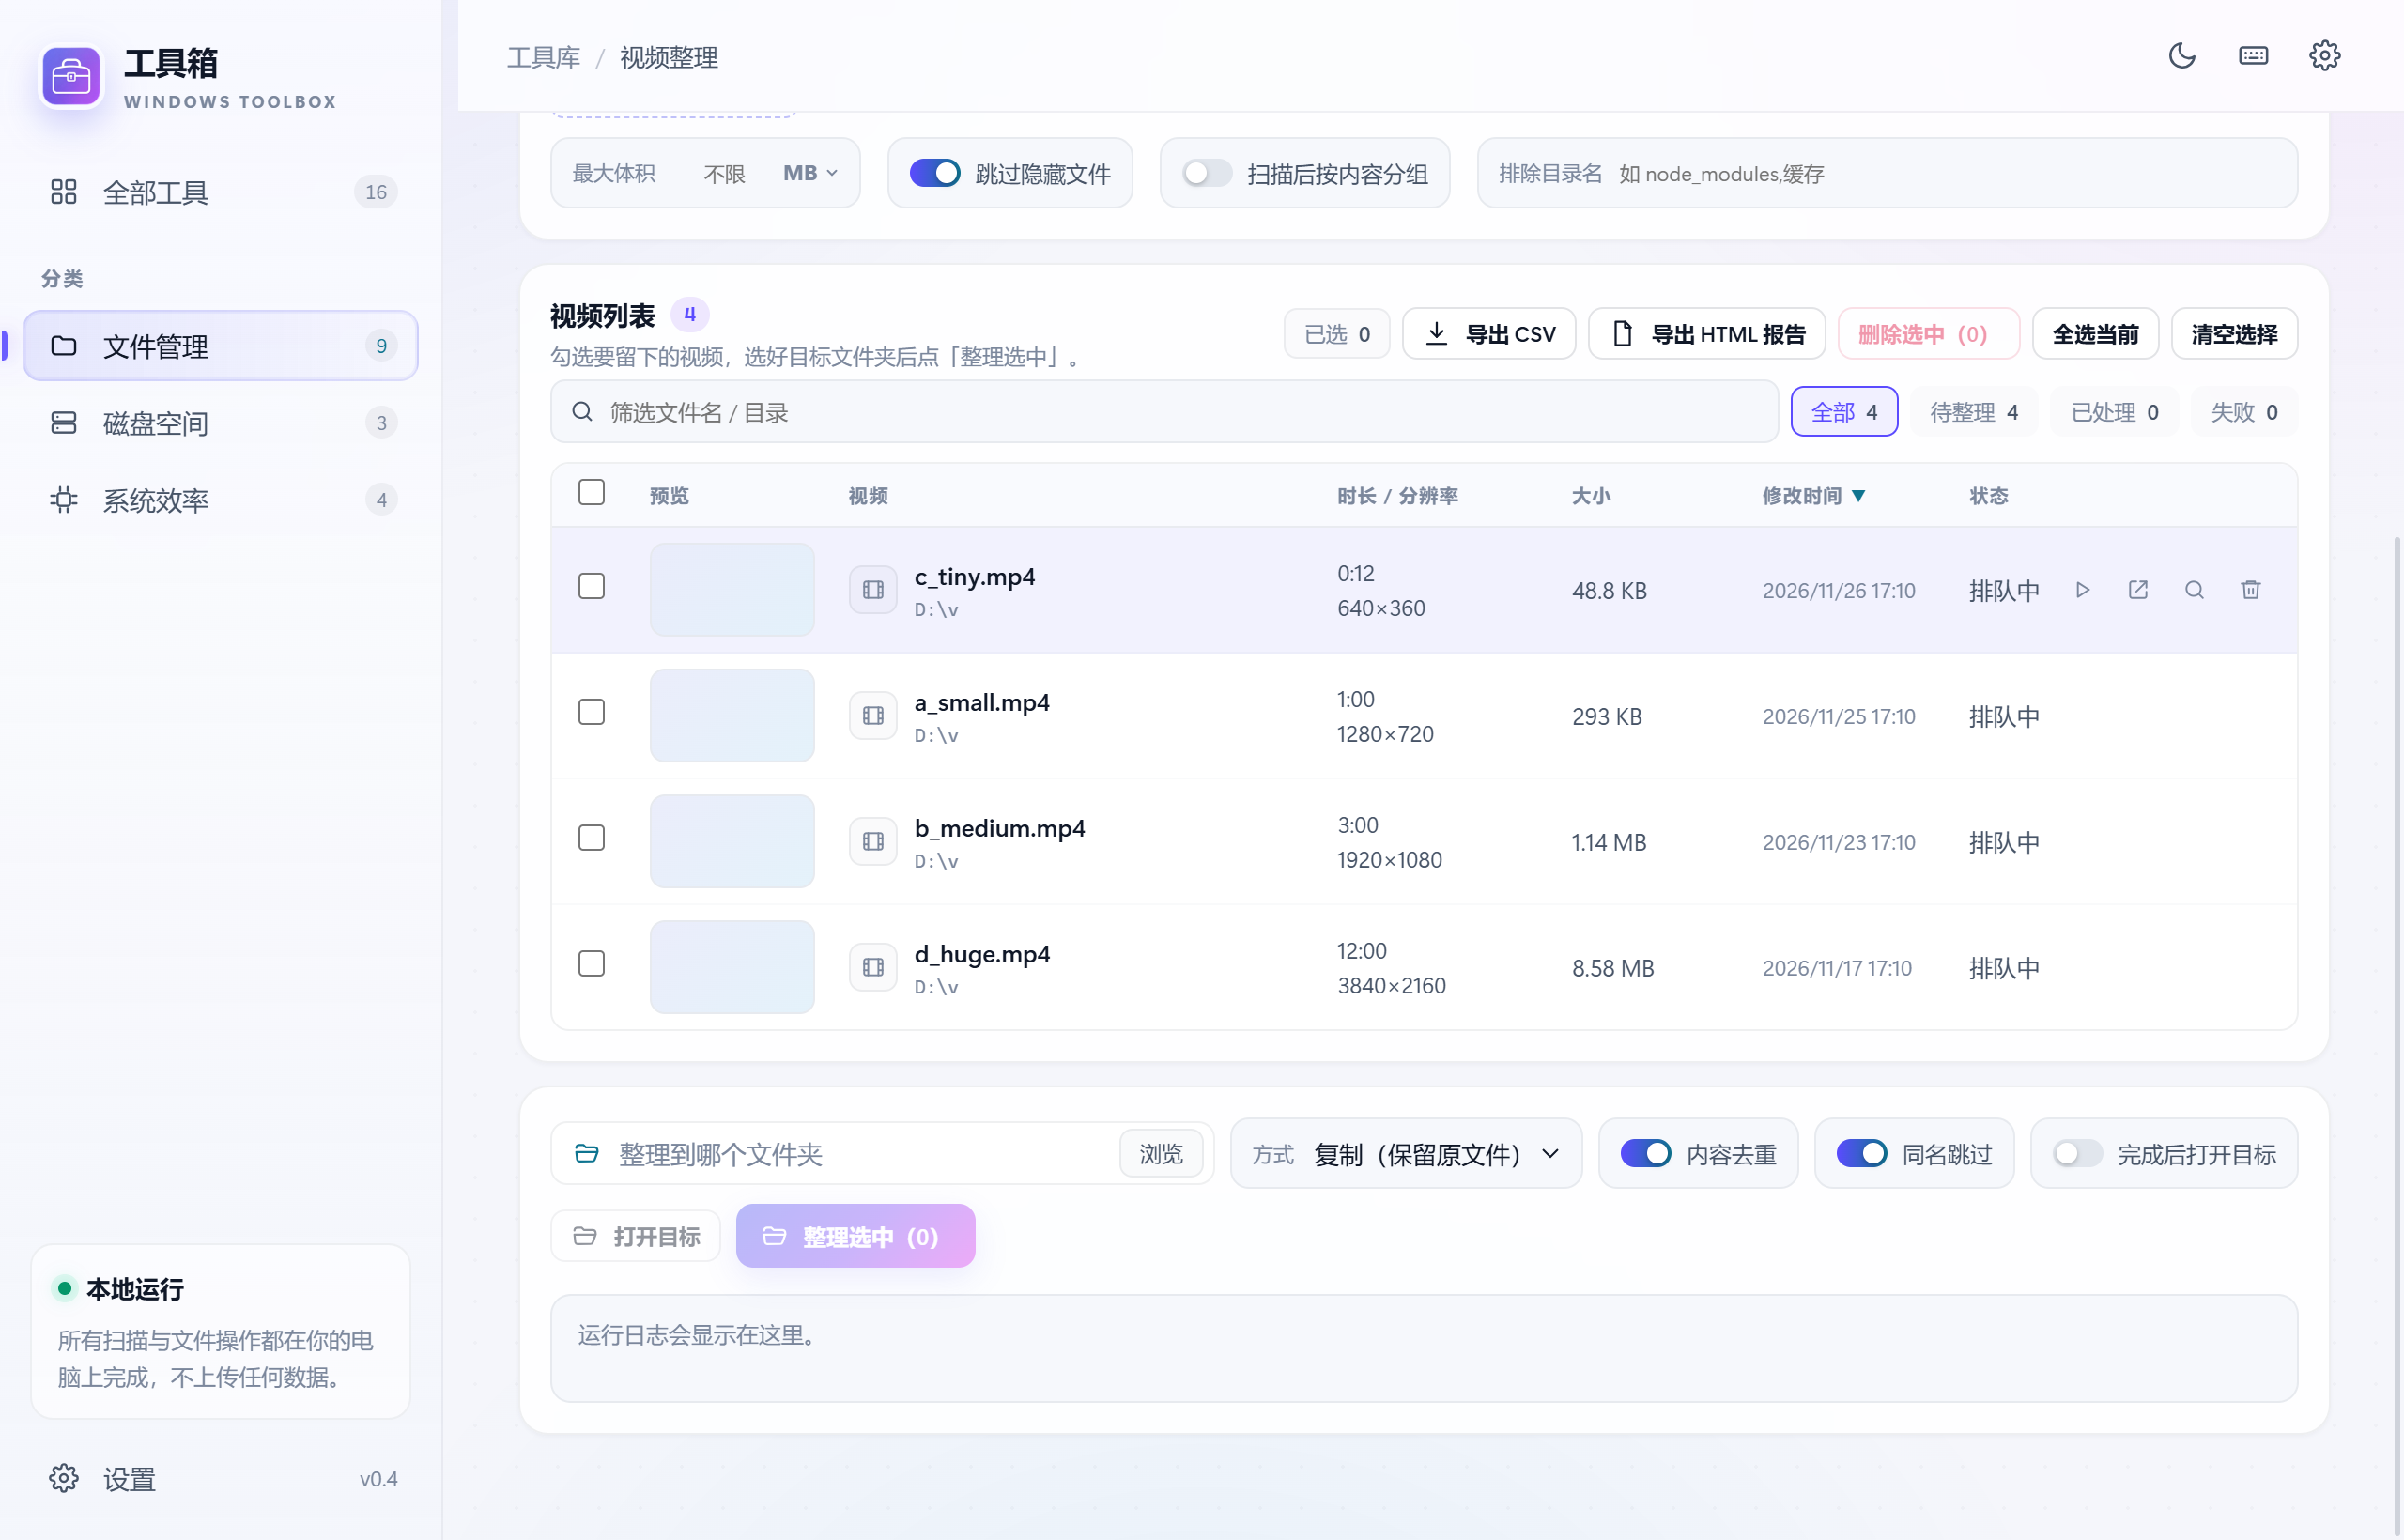 工具箱
WINDOWS TOOLBOX
全部工具 16
分类
文件管理 9
磁盘空间 3
系统效率 4
本地运行
所有扫描与文件操作都在你的电
脑上完成，不上传任何数据。
设置 v0.4
工具库 / 视频整理
最大体积 不限 MB
跳过隐藏文件
扫描后按内容分组
排除目录名 如 node_modules,缓存
视频列表 4
勾选要留下的视频，选好目标文件夹后点「整理选中」。
已选 0
导出 CSV
导出 HTML 报告
删除选中（0）
全选当前
清空选择
筛选文件名 / 目录
全部 4
待整理 4
已处理 0
失败 0
预览 视频 时长 / 分辨率 大小 修改时间 ▼ 状态
c_tiny.mp4
D:\v
0:12
640×360
48.8 KB
2026/11/26 17:10
排队中
a_small.mp4
D:\v
1:00
1280×720
293 KB
2026/11/25 17:10
排队中
b_medium.mp4
D:\v
3:00
1920×1080
1.14 MB
2026/11/23 17:10
排队中
d_huge.mp4
D:\v
12:00
3840×2160
8.58 MB
2026/11/17 17:10
排队中
整理到哪个文件夹 浏览
方式 复制（保留原文件）
内容去重
同名跳过
完成后打开目标
打开目标
整理选中（0）
运行日志会显示在这里。